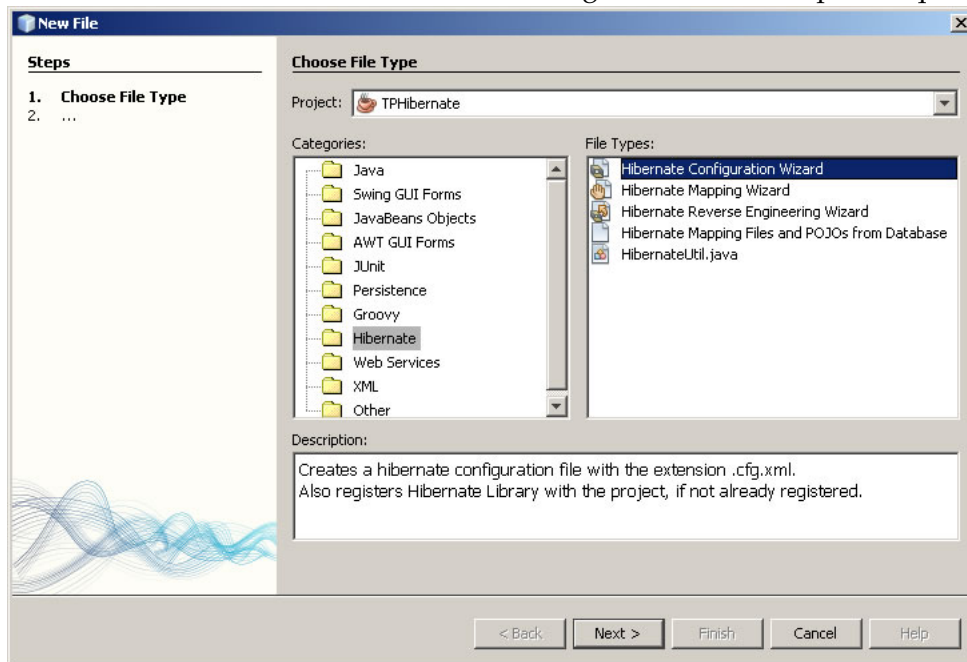 New File
Steps
1. Choose File Type
2. ...
Choose File Type
Project: TPHibernate
Categories:
Java
Swing GUI Forms
JavaBeans Objects
AWT GUI Forms
JUnit
Persistence
Groovy
Hibernate
Web Services
XML
Other
File Types:
Hibernate Configuration Wizard
Hibernate Mapping Wizard
Hibernate Reverse Engineering Wizard
Hibernate Mapping Files and POJOs from Database
HibernateUtil.java
Description:
Creates a hibernate configuration file with the extension .cfg.xml.
Also registers Hibernate Library with the project, if not already registered.
< Back Next > Finish Cancel Help